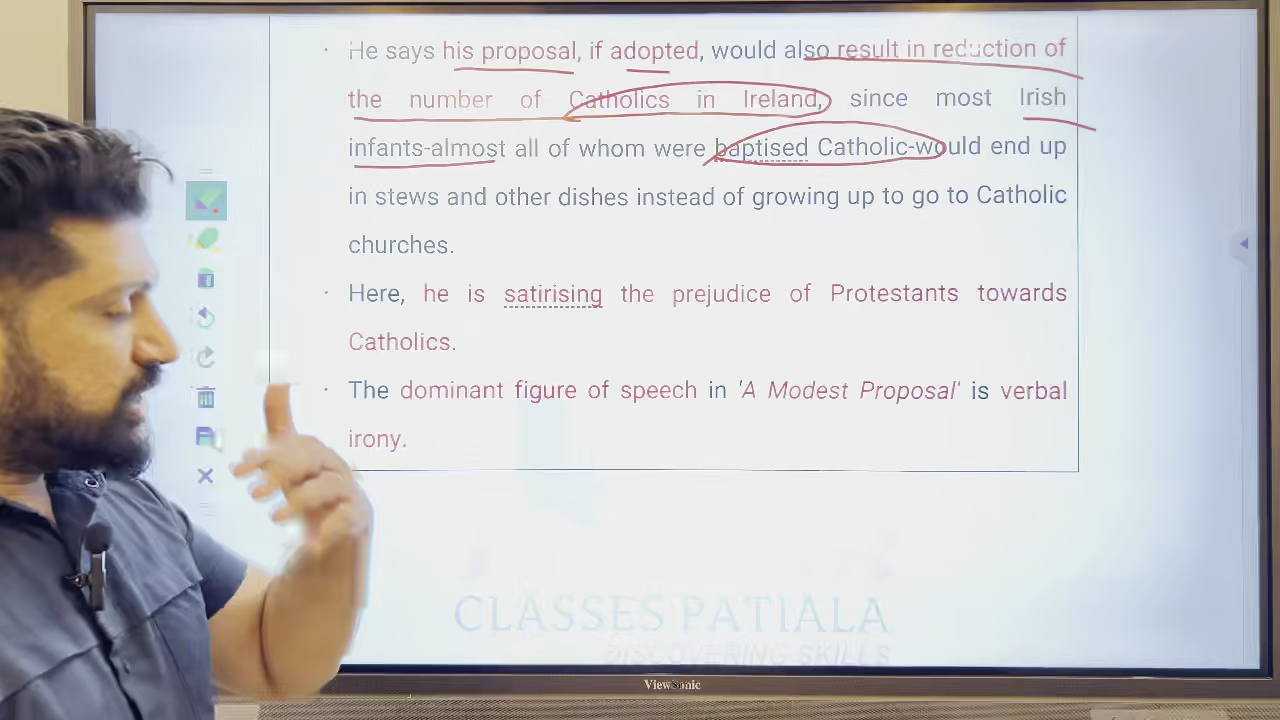 · He says his proposal, if adopted, would also result in reduction of
the number of Catholics in Ireland, since most Irish
infants-almost all of whom were baptised Catholic-would end up
in stews and other dishes instead of growing up to go to Catholic
churches.
· Here, he is satirising the prejudice of Protestants towards
Catholics.
· The dominant figure of speech in 'A Modest Proposal' is verbal
irony.
CLASSES PATIALA
DISCOVERING SKILLS
ViewSonic